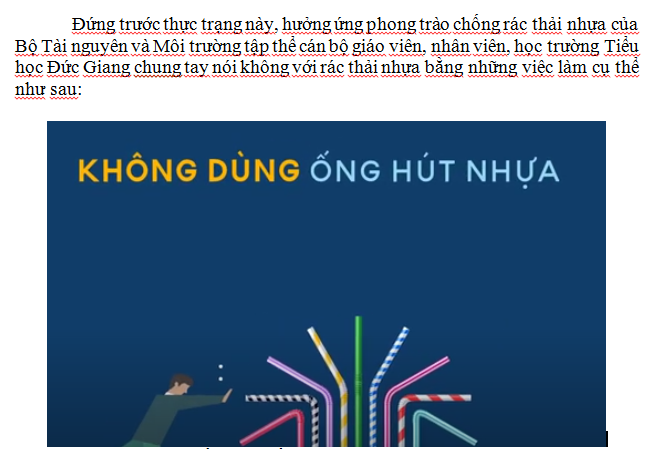 Đứng trước thực trạng này, hưởng ứng phong trào chống rác thải nhựa của
Bộ Tài nguyên và Môi trường tập thể cán bộ giáo viên, nhân viên, học trường Tiểu
học Đức Giang chung tay nói không với rác thải nhựa bằng những việc làm cụ thể
như sau:
KHÔNG DÙNG ỐNG HÚT NHỰA